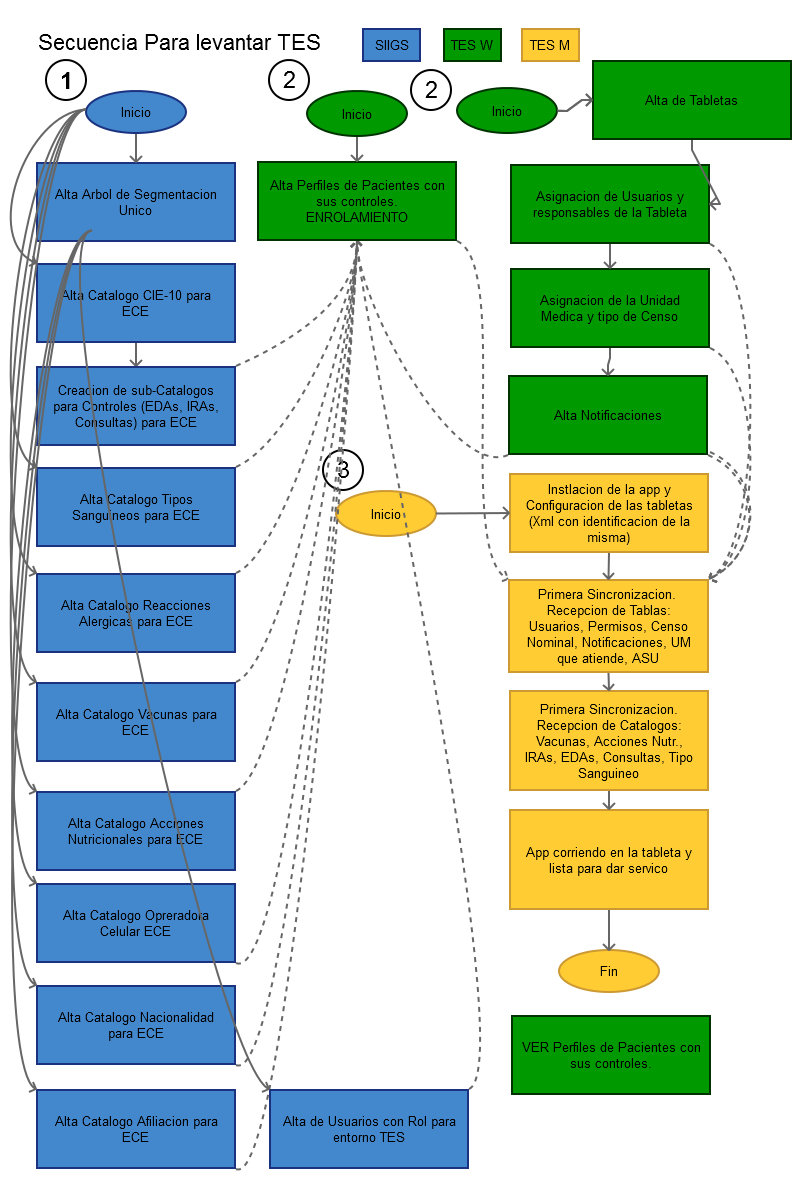 Secuencia Para levantar TES
SIIGS
TES W
TES M
1
2
2
Inicio
Inicio
Inicio
Alta de Tabletas
Alta Arbol de Segmentacion
Unico
Alta Perfiles de Pacientes con
sus controles.
ENROLAMIENTO
Asignacion de Usuarios y
responsables de la Tableta
Alta Catalogo CIE-10 para
ECE
Asignacion de la Unidad
Medica y tipo de Censo
Creacion de sub-Catalogos
para Controles (EDAs, IRAs,
Consultas) para ECE
Alta Notificaciones
3
Alta Catalogo Tipos
Sanguineos para ECE
Inicio
Instlacion de la app y
Configuracion de las tabletas
(Xml con identificacion de la
misma)
Alta Catalogo Reacciones
Alergicas para ECE
Primera Sincronizacion.
Recepcion de Tablas:
Usuarios, Permisos, Censo
Nominal, Notificaciones, UM
que atiende, ASU
Alta Catalogo Vacunas para
ECE
Primera Sincronizacion.
Recepcion de Catalogos:
Vacunas, Acciones Nutr.,
IRAs, EDAs, Consultas, Tipo
Sanguineo
Alta Catalogo Acciones
Nutricionales para ECE
App corriendo en la tableta y
lista para dar servico
Alta Catalogo Opreradora
Celular ECE
Fin
Alta Catalogo Nacionalidad
para ECE
VER Perfiles de Pacientes con
sus controles.
Alta Catalogo Afiliacion para
ECE
Alta de Usuarios con Rol para
entorno TES